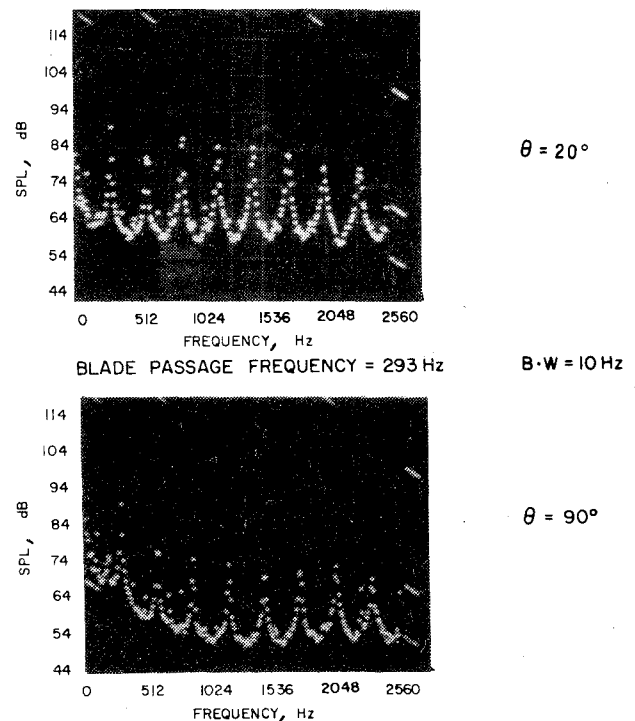 114
104
94
84
74
64
54
44
SPL, dB
θ = 20°
0 512 1024 1536 2048 2560
FREQUENCY, Hz
BLADE PASSAGE FREQUENCY = 293 Hz B·W = 10 Hz
114
104
94
84
74
64
54
44
SPL, dB
θ = 90°
0 512 1024 1536 2048 2560
FREQUENCY, Hz